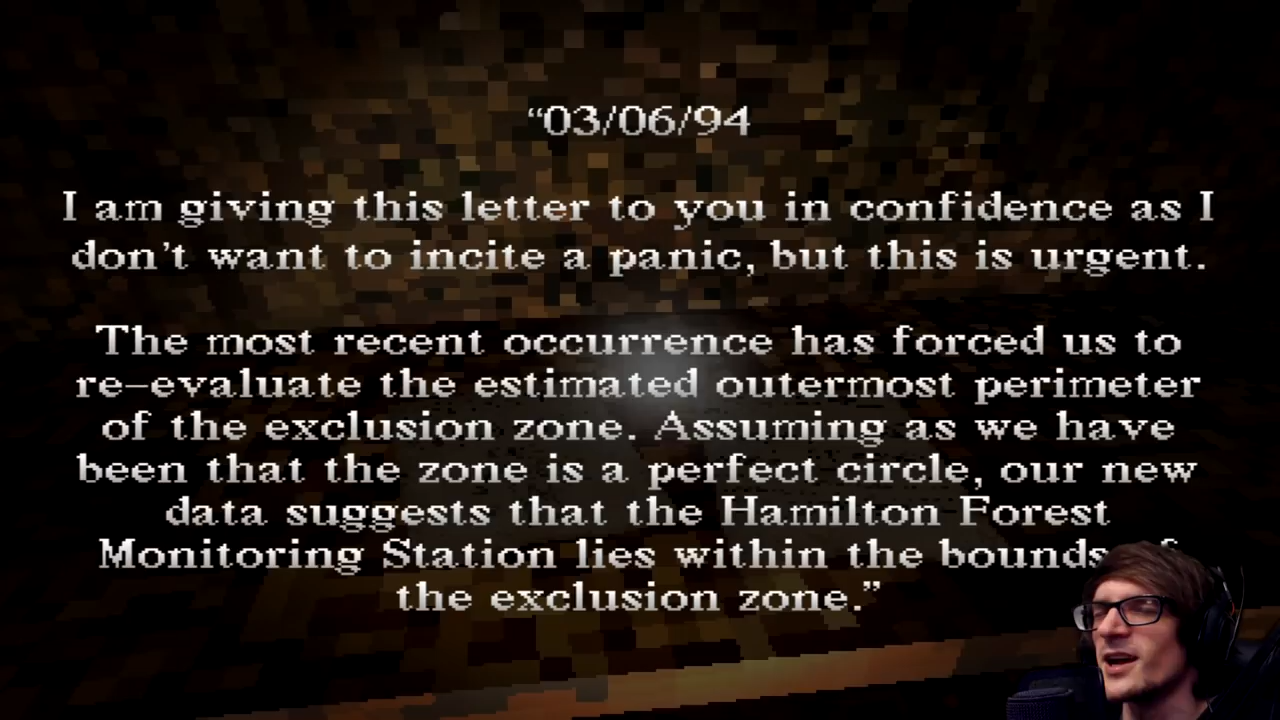 “03/06/94
I am giving this letter to you in confidence as I
don’t want to incite a panic, but this is urgent.
The most recent occurrence has forced us to
re–evaluate the estimated outermost perimeter
of the exclusion zone. Assuming as we have
been that the zone is a perfect circle, our new
data suggests that the Hamilton Forest
Monitoring Station lies within the bounds
the exclusion zone.”